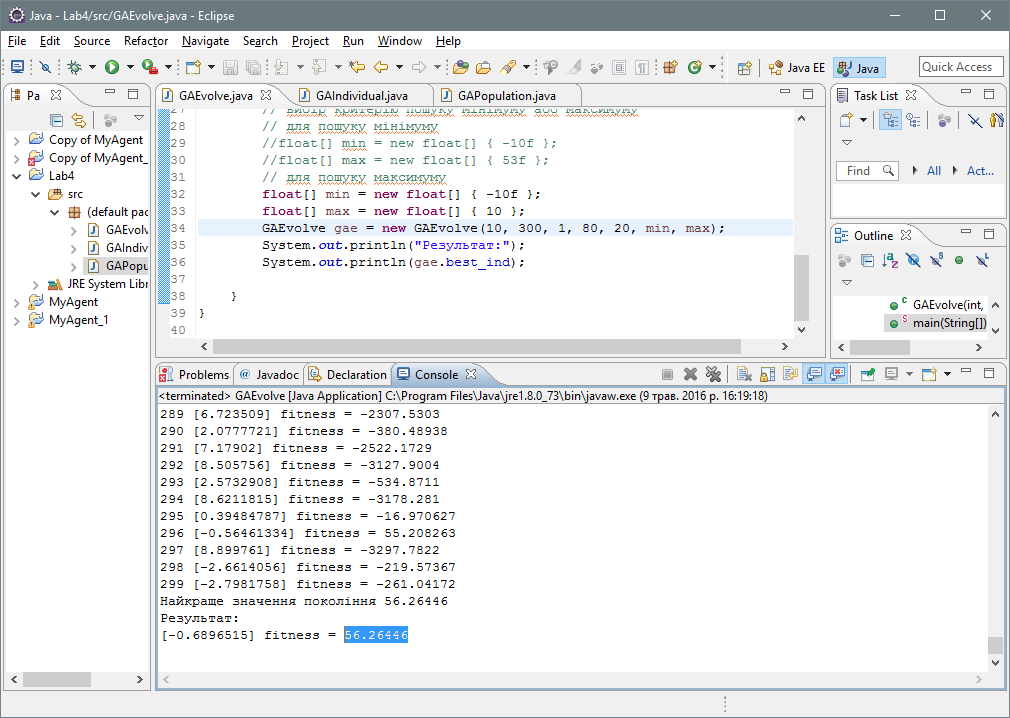 Java - Lab4/src/GAEvolve.java - Eclipse
File Edit Source Refactor Navigate Search Project Run Window Help
Quick Access
Java EE
Java
Pa
Copy of MyAgent
Copy of MyAgent_
Lab4
src
(default pac
GAEvolv
GAIndiv
GAPopu
JRE System Libr
MyAgent
MyAgent_1
GAEvolve.java GAIndividual.java GAPopulation.java
27 // вибір критерію пошуку мінімуму або максимуму
28 // для пошуку мінімуму
29 //float[] min = new float[] { -10f };
30 //float[] max = new float[] { 53f };
31 // для пошуку максимуму
32 float[] min = new float[] { -10f };
33 float[] max = new float[] { 10 };
34 GAEvolve gae = new GAEvolve(10, 300, 1, 80, 20, min, max);
35 System.out.println("Результат:");
36 System.out.println(gae.best_ind);
37
38 }
39 }
40
Task List
Find All Act...
Outline
GAEvolve(int,
main(String[])
Problems Javadoc Declaration Console
<terminated> GAEvolve [Java Application] C:\Program Files\Java\jre1.8.0_73\bin\javaw.exe (9 трав. 2016 р. 16:19:18)
289 [6.723509] fitness = -2307.5303
290 [2.0777721] fitness = -380.48938
291 [7.17902] fitness = -2522.1729
292 [8.505756] fitness = -3127.9004
293 [2.5732908] fitness = -534.8711
294 [8.6211815] fitness = -3178.281
295 [0.39484787] fitness = -16.970627
296 [-0.56461334] fitness = 55.208263
297 [8.899761] fitness = -3297.7822
298 [-2.6614056] fitness = -219.57367
299 [-2.7981758] fitness = -261.04172
Найкраще значення покоління 56.26446
Результат:
[-0.6896515] fitness = 56.26446